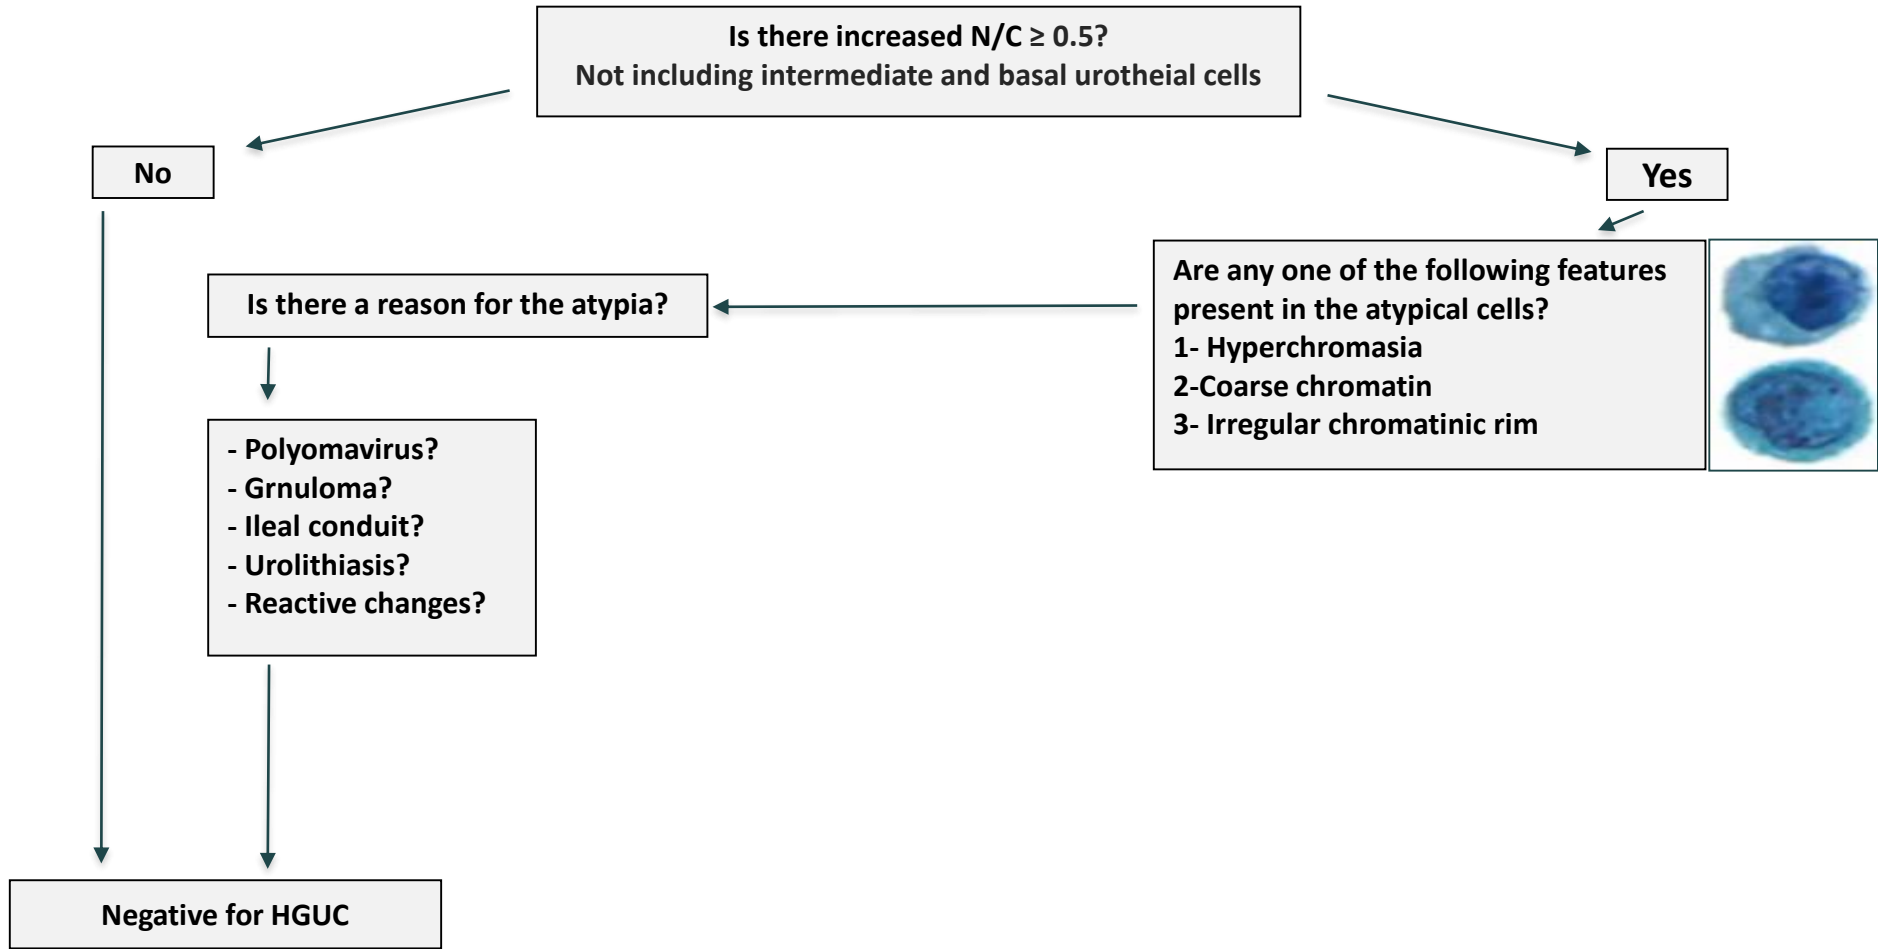 Is there increased N/C ≥ 0.5?
Not including intermediate and basal urotheial cells
No
Yes
Are any one of the following features
present in the atypical cells?
1- Hyperchromasia
2-Coarse chromatin
3- Irregular chromatinic rim
Is there a reason for the atypia?
- Polyomavirus?
- Grnuloma?
- Ileal conduit?
- Urolithiasis?
- Reactive changes?
Negative for HGUC